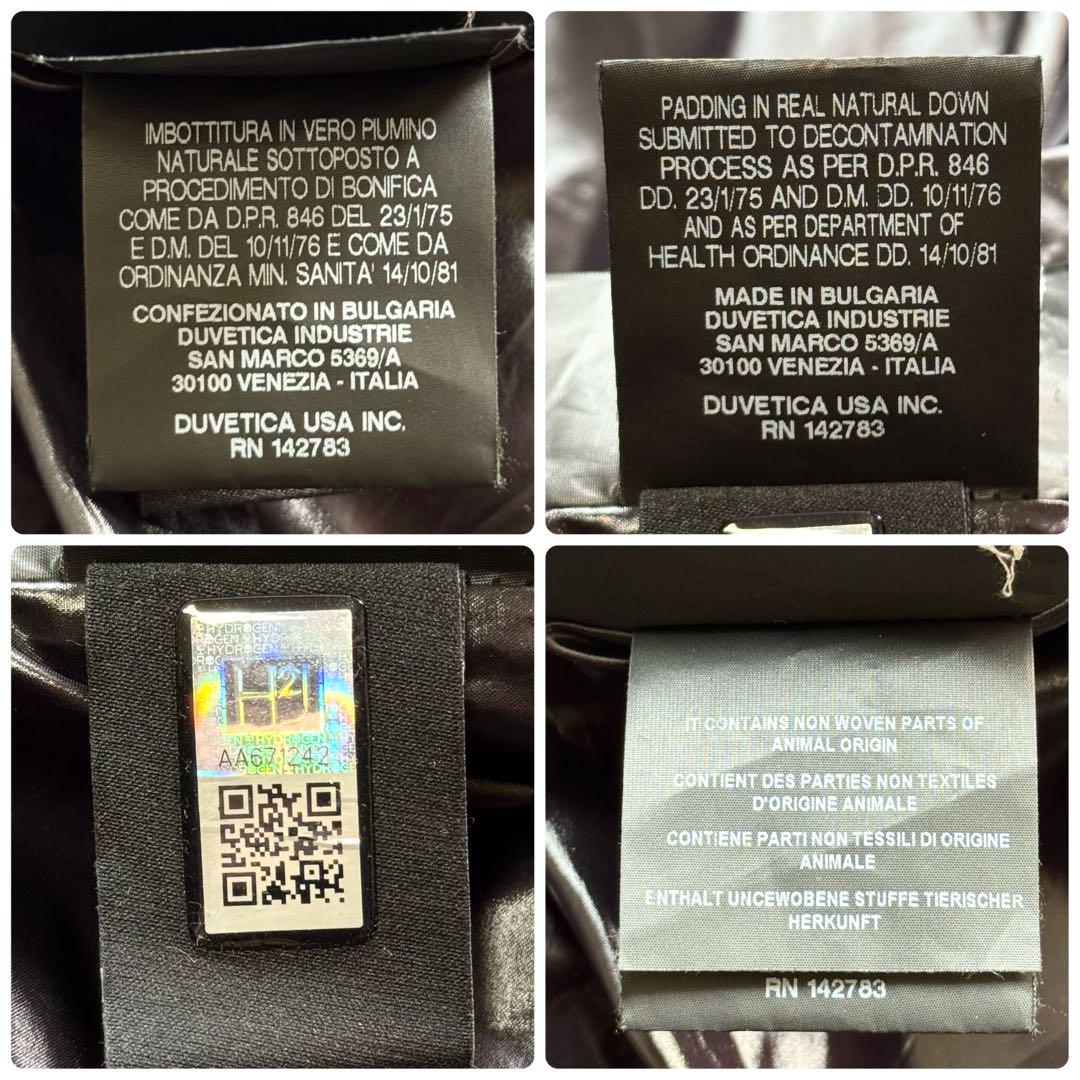 IMBOTTITURA IN VERO PIUMINO
NATURALE SOTTOPOSTO A
PROCEDIMENTO DI BONIFICA
COME DA D.P.R. 846 DEL 23/1/75
E D.M. DEL 10/11/76 E COME DA
ORDINANZA MIN. SANITA' 14/10/81
CONFEZIONATO IN BULGARIA
DUVETICA INDUSTRIE
SAN MARCO 5369/A
30100 VENEZIA - ITALIA
DUVETICA USA INC.
RN 142783
PADDING IN REAL NATURAL DOWN
SUBMITTED TO DECONTAMINATION
PROCESS AS PER D.P.R. 846
DD. 23/1/75 AND D.M. DD. 10/11/76
AND AS PER DEPARTMENT OF
HEALTH ORDINANCE DD. 14/10/81
MADE IN BULGARIA
DUVETICA INDUSTRIE
SAN MARCO 5369/A
30100 VENEZIA - ITALIA
DUVETICA USA INC.
RN 142783
HYDROGEN
HYDROGEN
AA671242
IT CONTAINS NON WOVEN PARTS OF
ANIMAL ORIGIN
CONTIENT DES PARTIES NON TEXTILES
D'ORIGINE ANIMALE
CONTIENE PARTI NON TESSILI DI ORIGINE
ANIMALE
ENTHALT UNCEWOBENE STUFFE TIERISCHER
HERKUNFT
RN 142783